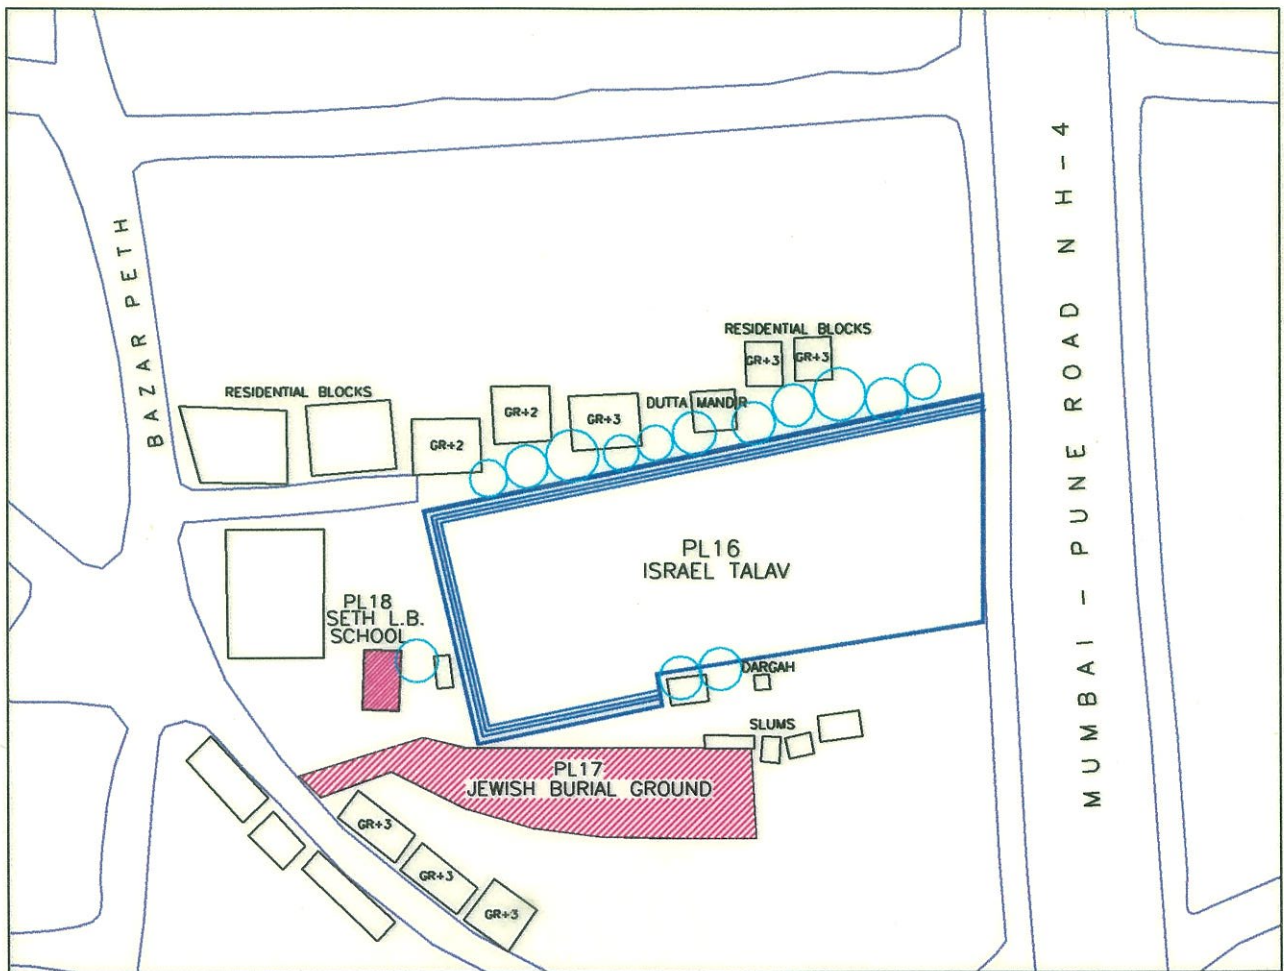 MUMBAI - PUNE ROAD N H-4
BAZAR PETH
RESIDENTIAL BLOCKS
GR+3
GR+3
RESIDENTIAL BLOCKS
DUTTA MANDIR
GR+2
GR+3
GR+2
PL16
ISRAEL TALAV
PL18
SETH L.B.
SCHOOL
DARGAH
SLUMS
PL17
JEWISH BURIAL GROUND
GR+3
GR+3
GR+3